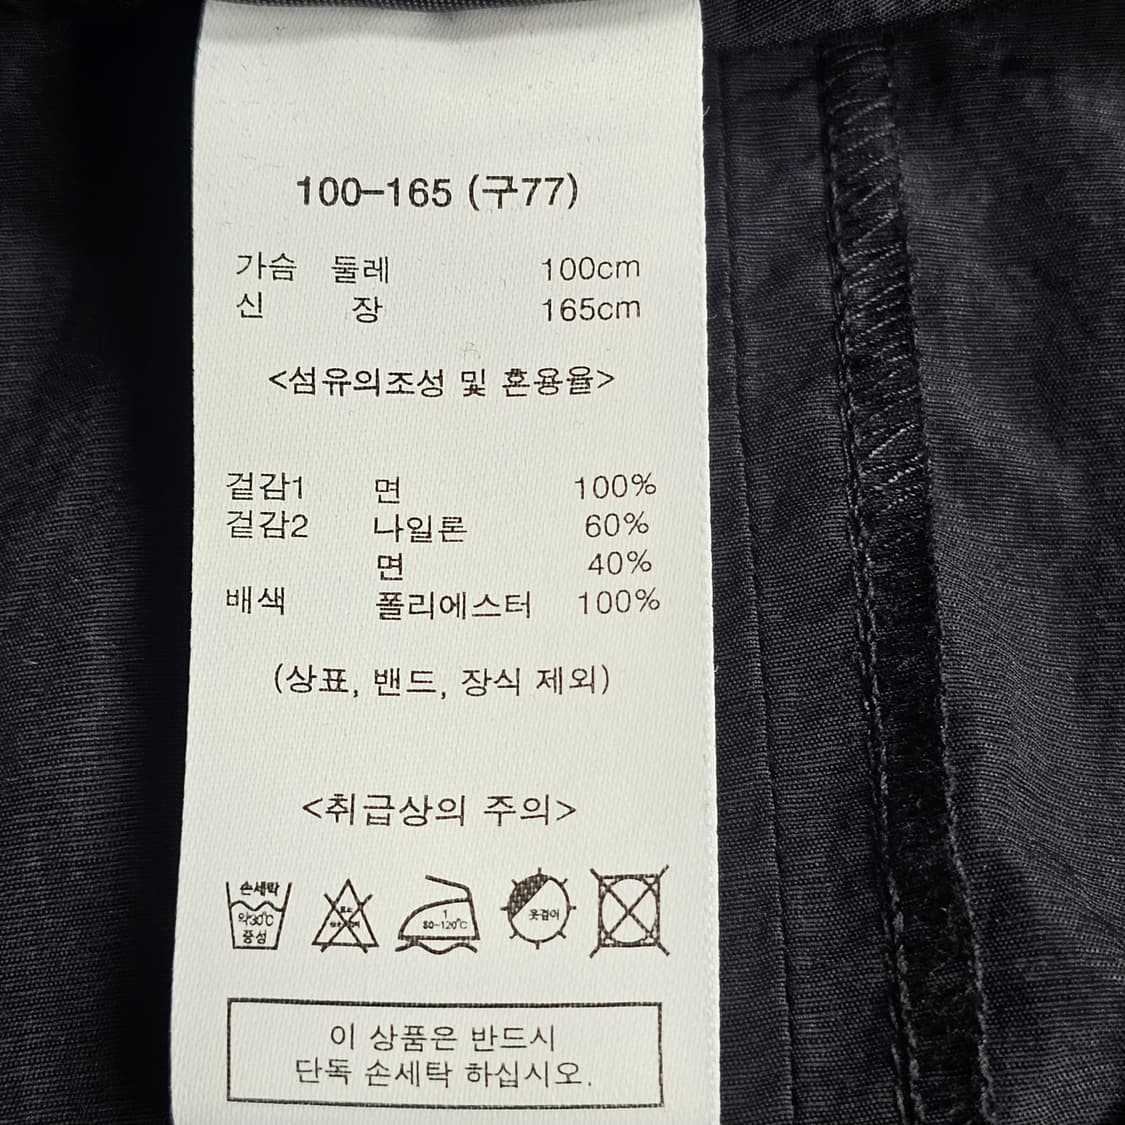 100-165 (구77)
가슴 둘레 100cm
신 장 165cm
<섬유의조성 및 혼용율>
겉감1 면 100%
겉감2 나일론 60%
면 40%
배색 폴리에스터 100%
(상표, 밴드, 장식 제외)
<취급상의 주의>
손세탁
약30℃
중성
1
80-120℃
옷걸이
이 상품은 반드시
단독 손세탁 하십시오.